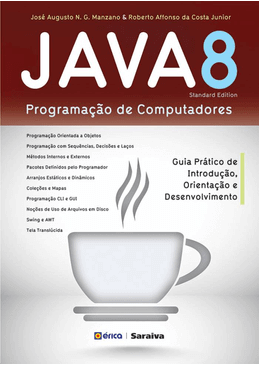 José Augusto N. G. Manzano & Roberto Affonso da Costa Junior
JAVA8
Standard Edition
Programação de Computadores
Programação Orientada a Objetos
Programação com Sequências, Decisões e Laços
Métodos Internos e Externos
Pacotes Definidos pelo Programador
Arranjos Estáticos e Dinâmicos
Coleções e Mapas
Programação CLI e GUI
Noções de Uso de Arquivos em Disco
Swing e AWT
Tela Translúcida
Guia Prático de
Introdução,
Orientação e
Desenvolvimento
érica | Saraiva